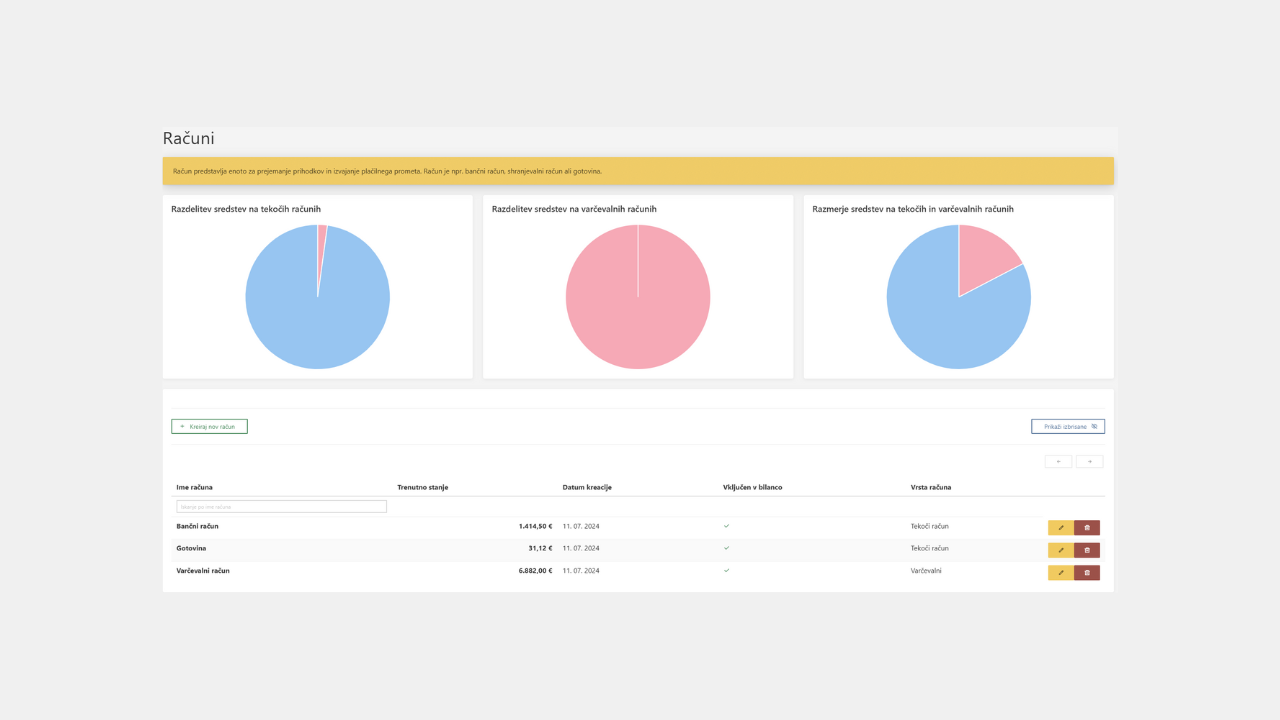 Računi
Račun predstavlja enoto za prejemanje prihodkov in izvajanje plačilnega prometa. Račun je npr. bančni račun, shranjevalni račun ali gotovina.
Razdelitev sredstev na tekočih računih
Razdelitev sredstev na varčevalnih računih
Razmerje sredstev na tekočih in varčevalnih računih
+ Kreiraj nov račun
Prikaži izbrisane
← →
Ime računa Trenutno stanje Datum kreacije Vključen v bilanco Vrsta računa
Iskanje po ime računa
Bančni račun 1.414,50 € 11. 07. 2024 ✓ Tekoči račun
Gotovina 31,12 € 11. 07. 2024 ✓ Tekoči račun
Varčevalni račun 6.882,00 € 11. 07. 2024 ✓ Varčevalni